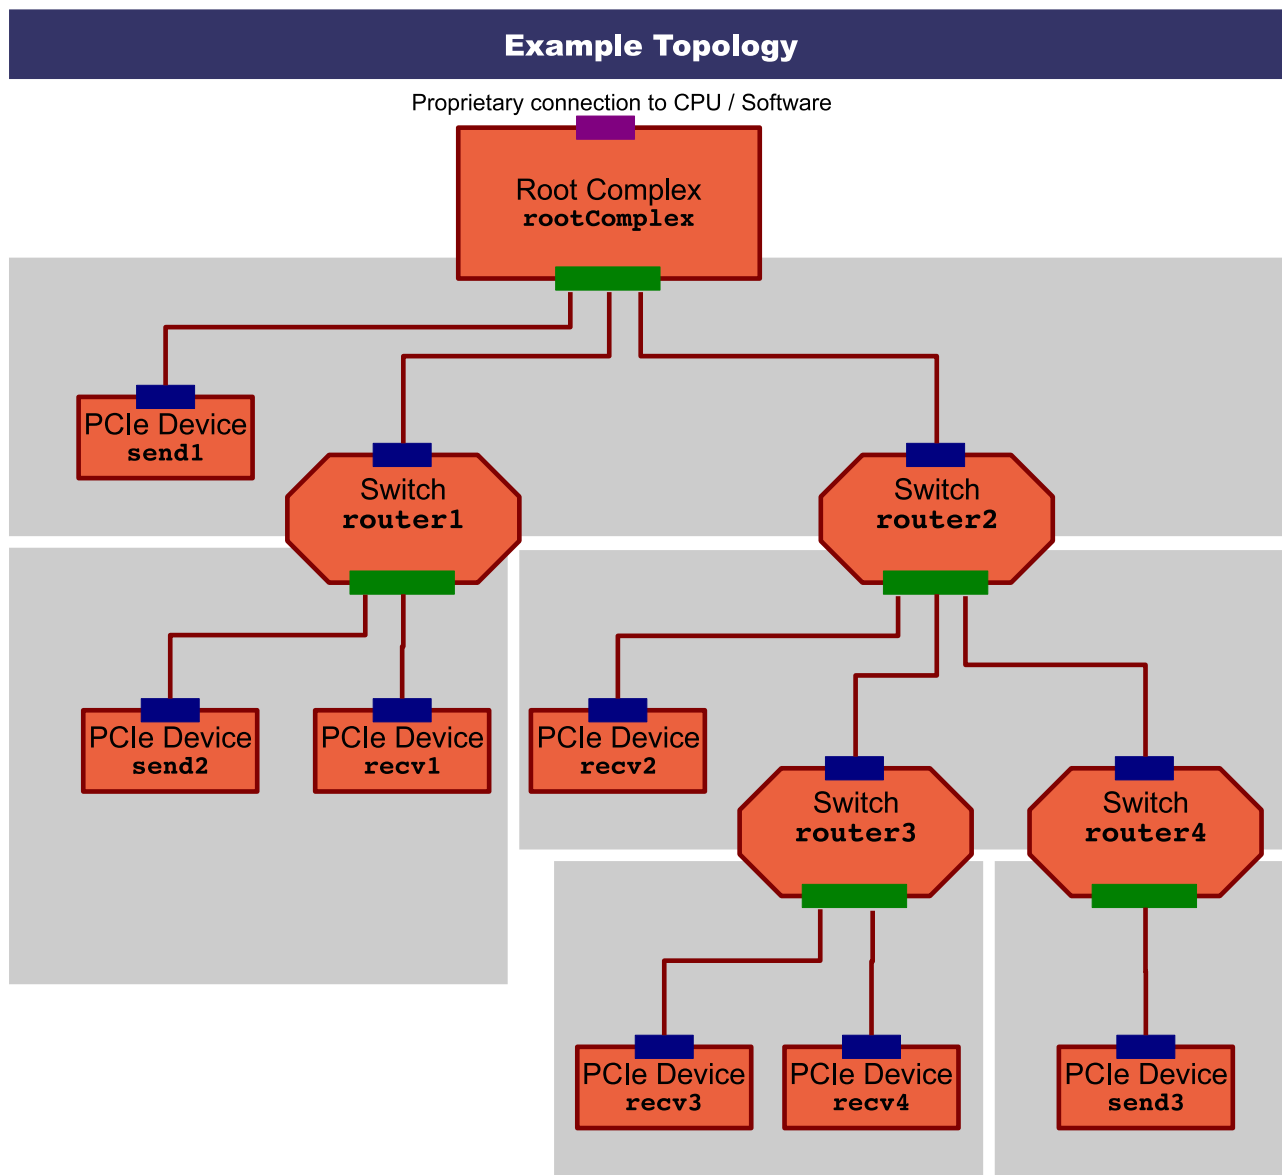 Example Topology
Proprietary connection to CPU / Software
Root Complex
rootComplex
PCIe Device
send1
Switch
router1
Switch
router2
PCIe Device
send2
PCIe Device
recv1
PCIe Device
recv2
Switch
router3
Switch
router4
PCIe Device
recv3
PCIe Device
recv4
PCIe Device
send3